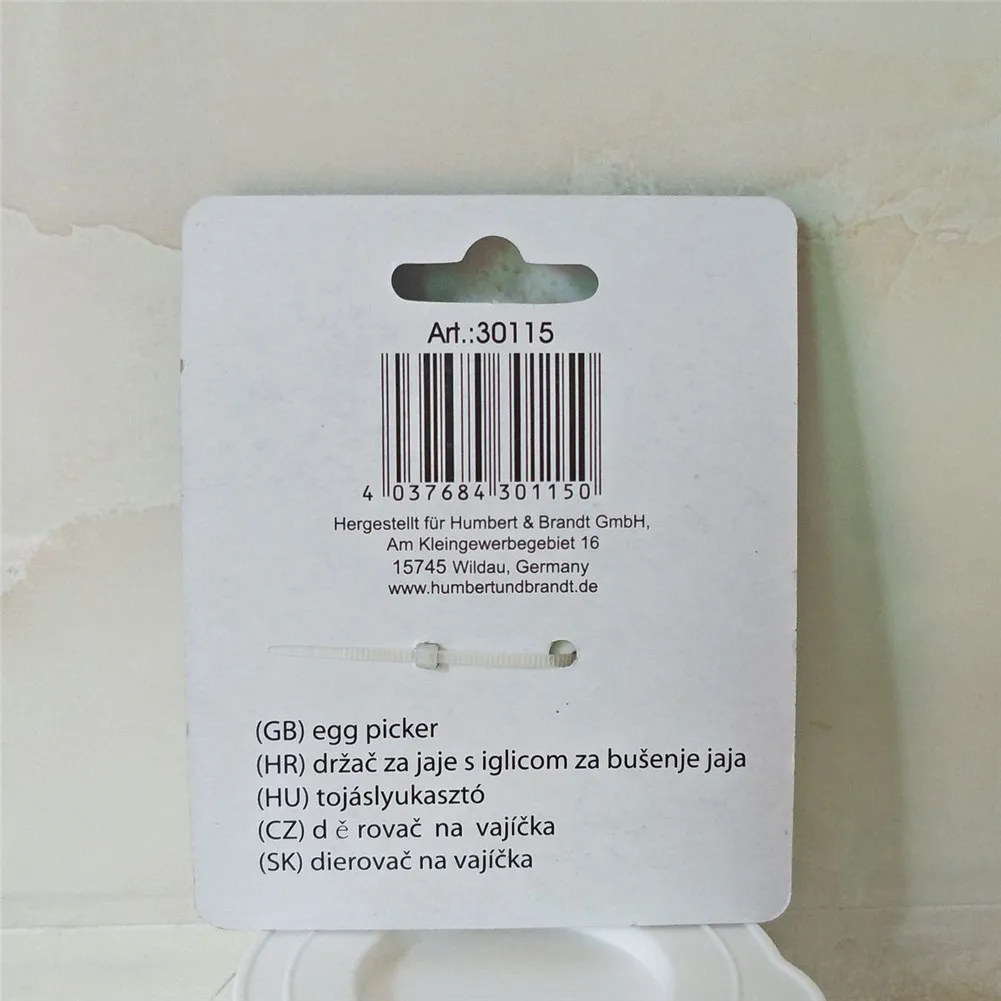 Art.:30115
4 037684 301150
Hergestellt für Humbert & Brandt GmbH,
Am Kleingewerbegebiet 16
15745 Wildau, Germany
www.humbertundbrandt.de
(GB) egg picker
(HR) držač za jaje s iglicom za bušenje jaja
(HU) tojáslyukasztó
(CZ) d ě rovač na vajíčka
(SK) dierovač na vajíčka